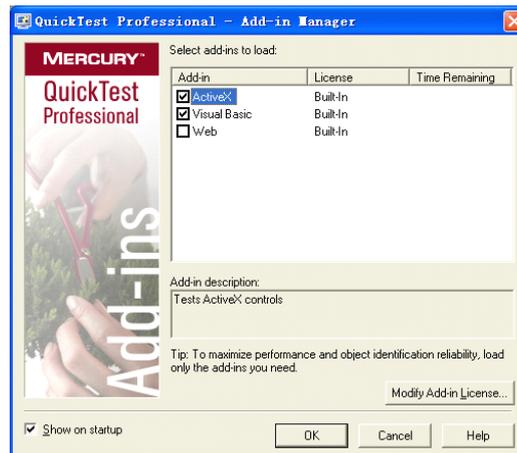 QuickTest Professional - Add-in Manager
MERCURY™
QuickTest
Professional
Add-ins
Select add-ins to load:
Add-in License Time Remaining
ActiveX Built-In
Visual Basic Built-In
Web Built-In
Add-in description:
Tests ActiveX controls
Tip: To maximize performance and object identification reliability, load
only the add-ins you need.
Modify Add-in License...
Show on startup
OK Cancel Help